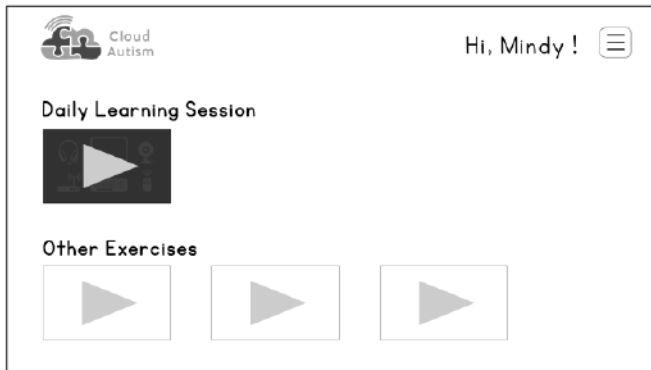 Cloud
Autism
Hi, Mindy !
Daily Learning Session
Other Exercises